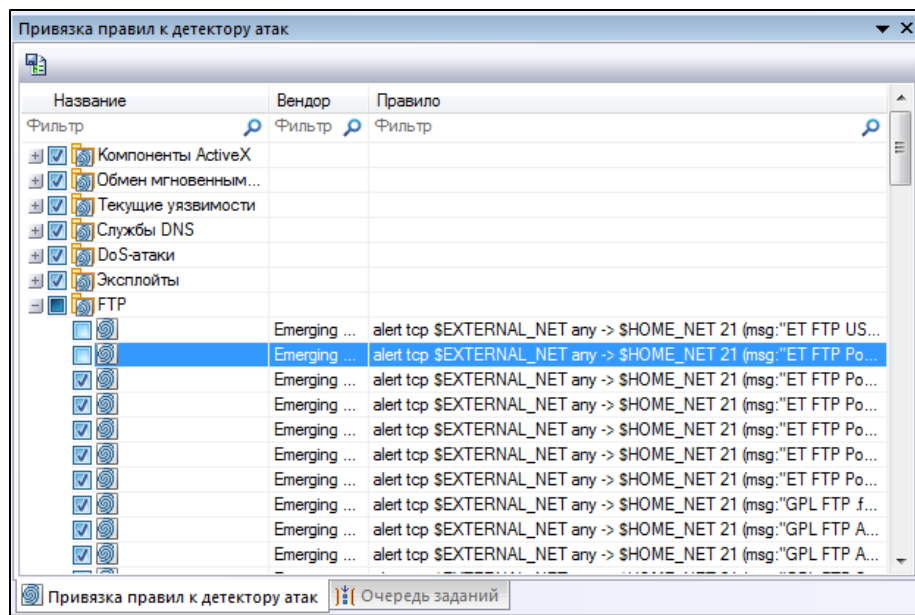 Привязка правил к детектору атак
Название Вендор Правило
Фильтр Фильтр Фильтр
Компоненты ActiveX
Обмен мгновенным...
Текущие уязвимости
Службы DNS
DoS-атаки
Эксплойты
FTP
Emerging ... alert tcp $EXTERNAL_NET any -> $HOME_NET 21 (msg:"ET FTP US...
Emerging ... alert tcp $EXTERNAL_NET any -> $HOME_NET 21 (msg:"ET FTP Po...
Emerging ... alert tcp $EXTERNAL_NET any -> $HOME_NET 21 (msg:"ET FTP Po...
Emerging ... alert tcp $EXTERNAL_NET any -> $HOME_NET 21 (msg:"ET FTP Po...
Emerging ... alert tcp $EXTERNAL_NET any -> $HOME_NET 21 (msg:"ET FTP Po...
Emerging ... alert tcp $EXTERNAL_NET any -> $HOME_NET 21 (msg:"ET FTP Po...
Emerging ... alert tcp $EXTERNAL_NET any -> $HOME_NET 21 (msg:"ET FTP Po...
Emerging ... alert tcp $EXTERNAL_NET any -> $HOME_NET 21 (msg:"GPL FTP .f...
Emerging ... alert tcp $EXTERNAL_NET any -> $HOME_NET 21 (msg:"GPL FTP A...
Emerging ... alert tcp $EXTERNAL_NET any -> $HOME_NET 21 (msg:"GPL FTP A...
Привязка правил к детектору атак Очередь заданий